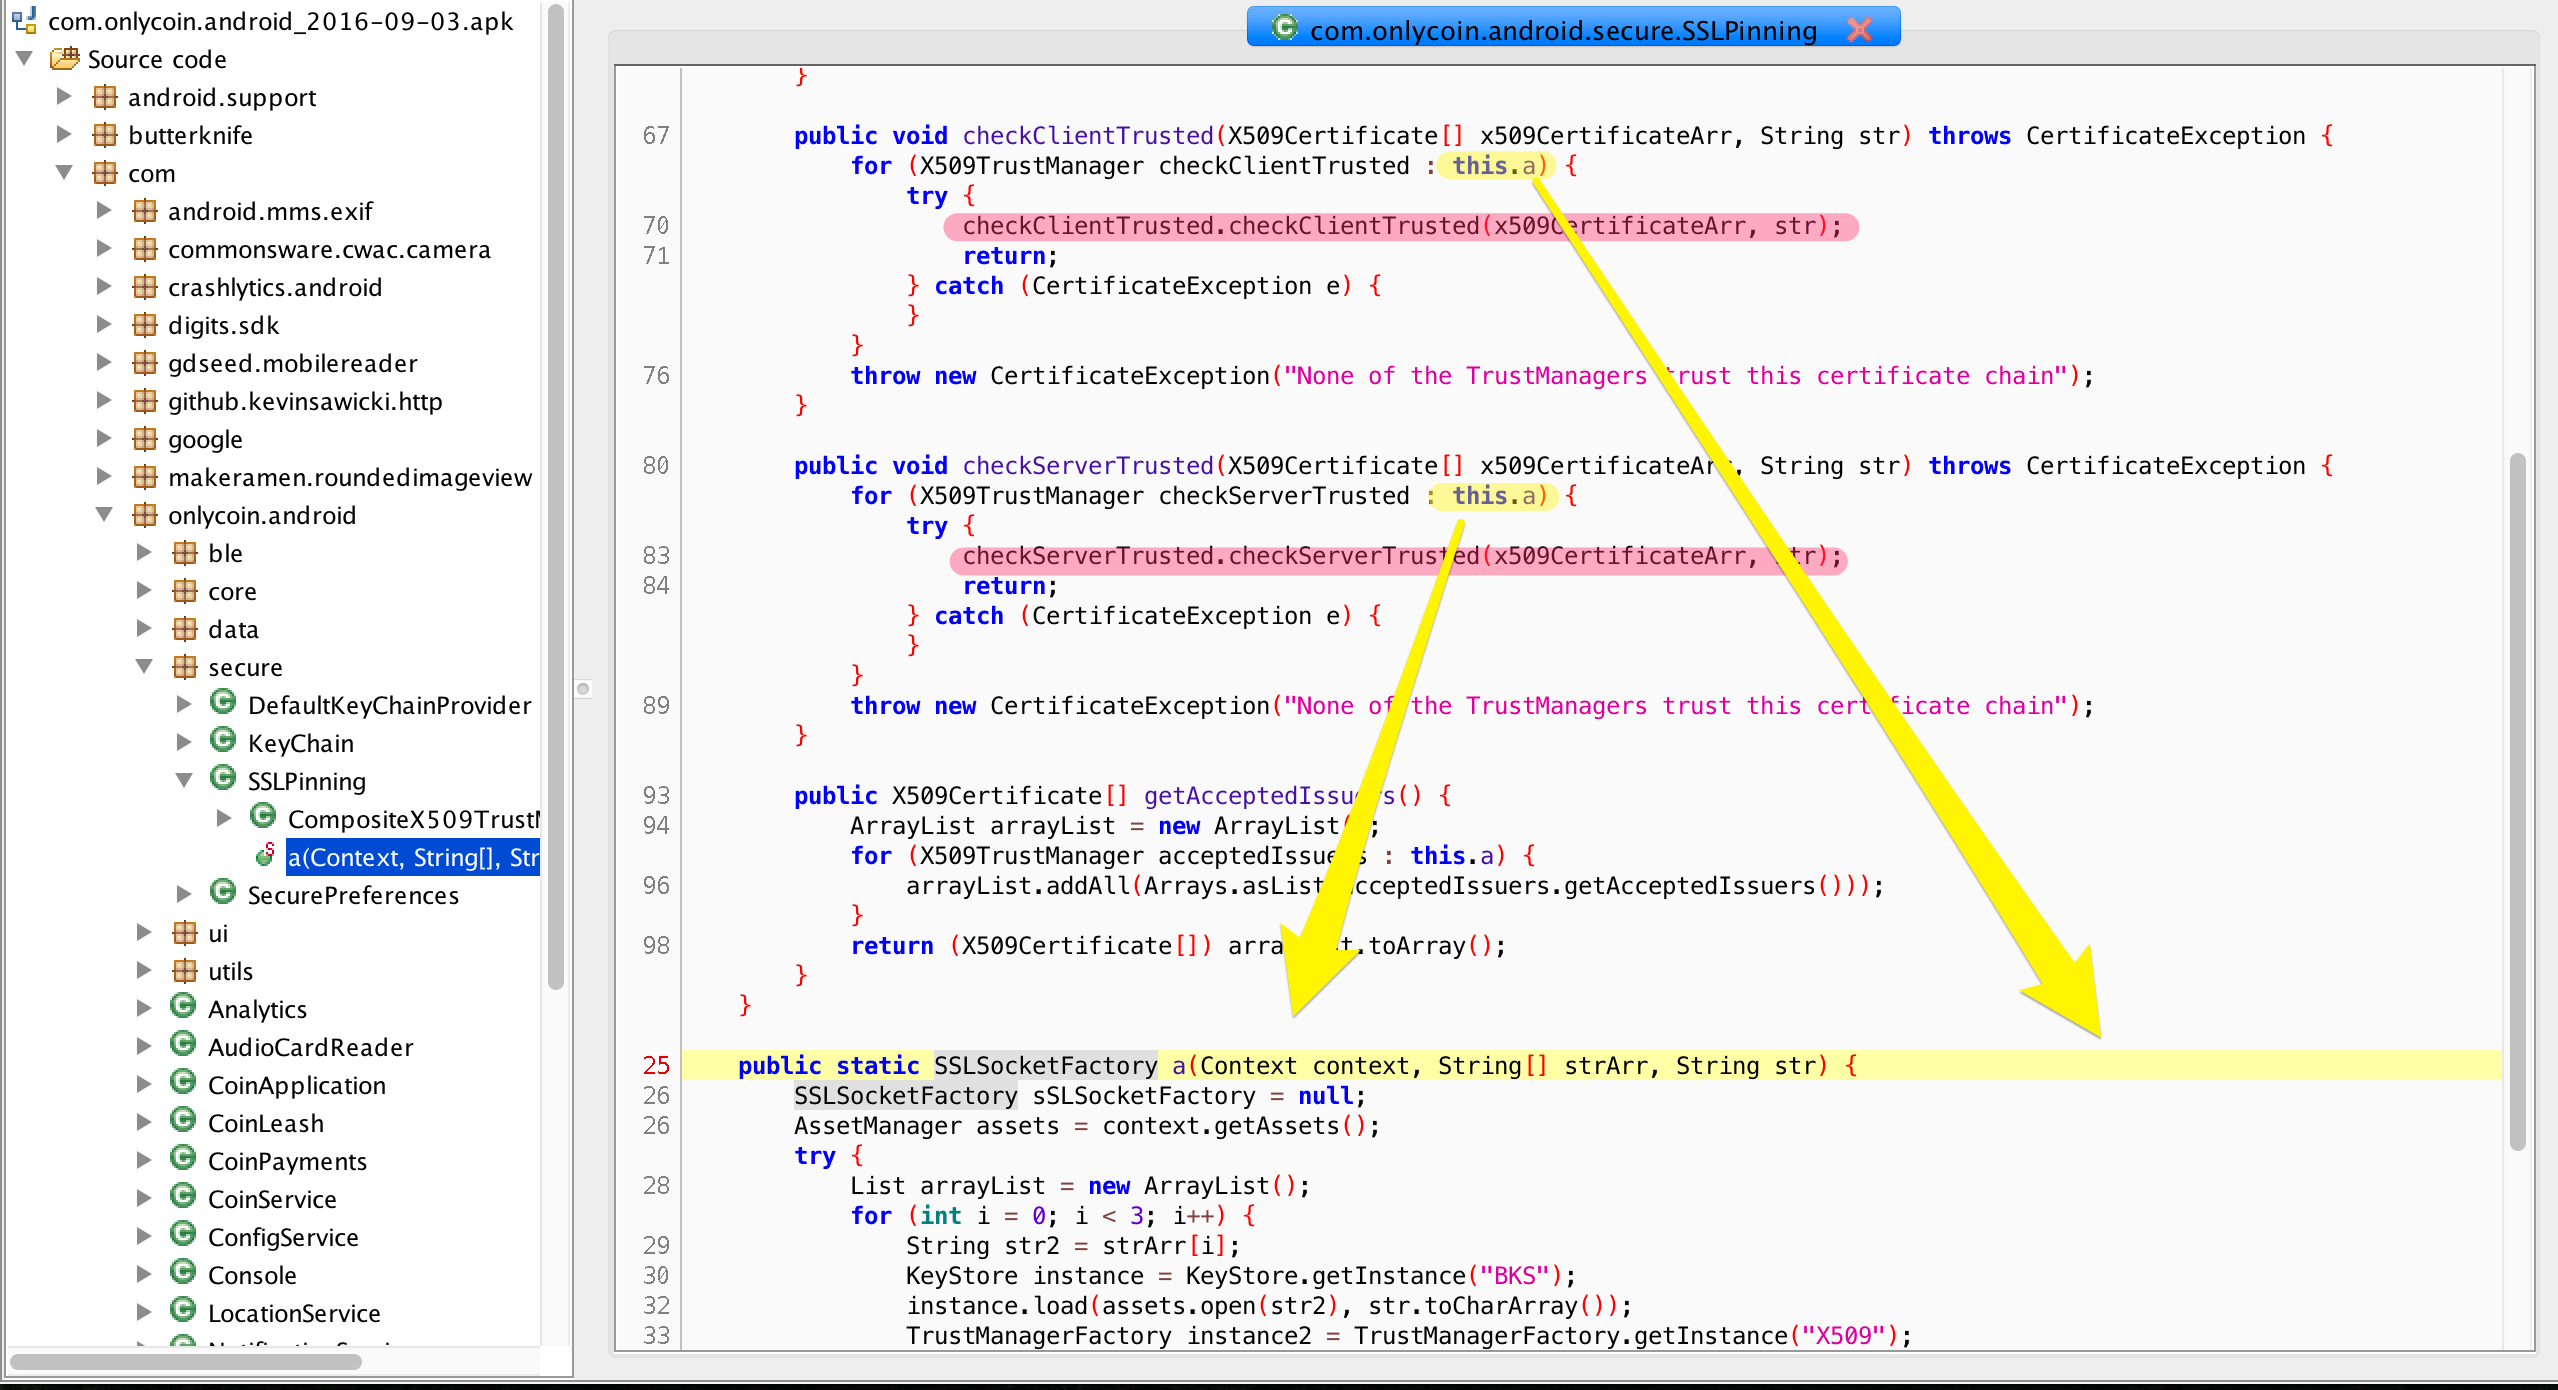 com.onlycoin.android_2016-09-03.apk
Source code
android.support
butterknife
com
android.mms.exif
commonsware.cwac.camera
crashlytics.android
digits.sdk
gdseed.mobilereader
github.kevinsawicki.http
google
makeramen.roundedimageview
onlycoin.android
ble
core
data
secure
DefaultKeyChainProvider
KeyChain
SSLPinning
CompositeX509Trust
a(Context, String[], Str
SecurePreferences
ui
utils
Analytics
AudioCardReader
CoinApplication
CoinLeash
CoinPayments
CoinService
ConfigService
Console
LocationService
com.onlycoin.android.secure.SSLPinning
}
67 public void checkClientTrusted(X509Certificate[] x509CertificateArr, String str) throws CertificateException {
for (X509TrustManager checkClientTrusted : this.a) {
try {
70 checkClientTrusted.checkClientTrusted(x509CertificateArr, str);
71 return;
} catch (CertificateException e) {
}
}
76 throw new CertificateException("None of the TrustManagers trust this certificate chain");
}
80 public void checkServerTrusted(X509Certificate[] x509CertificateArr, String str) throws CertificateException {
for (X509TrustManager checkServerTrusted : this.a) {
try {
83 checkServerTrusted.checkServerTrusted(x509CertificateArr, str);
84 return;
} catch (CertificateException e) {
}
}
89 throw new CertificateException("None of the TrustManagers trust this certificate chain");
}
93 public X509Certificate[] getAcceptedIssuers() {
94 ArrayList arrayList = new ArrayList();
for (X509TrustManager acceptedIssuers : this.a) {
96 arrayList.addAll(Arrays.asList(acceptedIssuers.getAcceptedIssuers()));
}
98 return (X509Certificate[]) arrayList.toArray();
}
}
25 public static SSLSocketFactory a(Context context, String[] strArr, String str) {
26 SSLSocketFactory sSLSocketFactory = null;
26 AssetManager assets = context.getAssets();
try {
28 List arrayList = new ArrayList();
for (int i = 0; i < 3; i++) {
29 String str2 = strArr[i];
30 KeyStore instance = KeyStore.getInstance("BKS");
32 instance.load(assets.open(str2), str.toCharArray());
33 TrustManagerFactory instance2 = TrustManagerFactory.getInstance("X509");